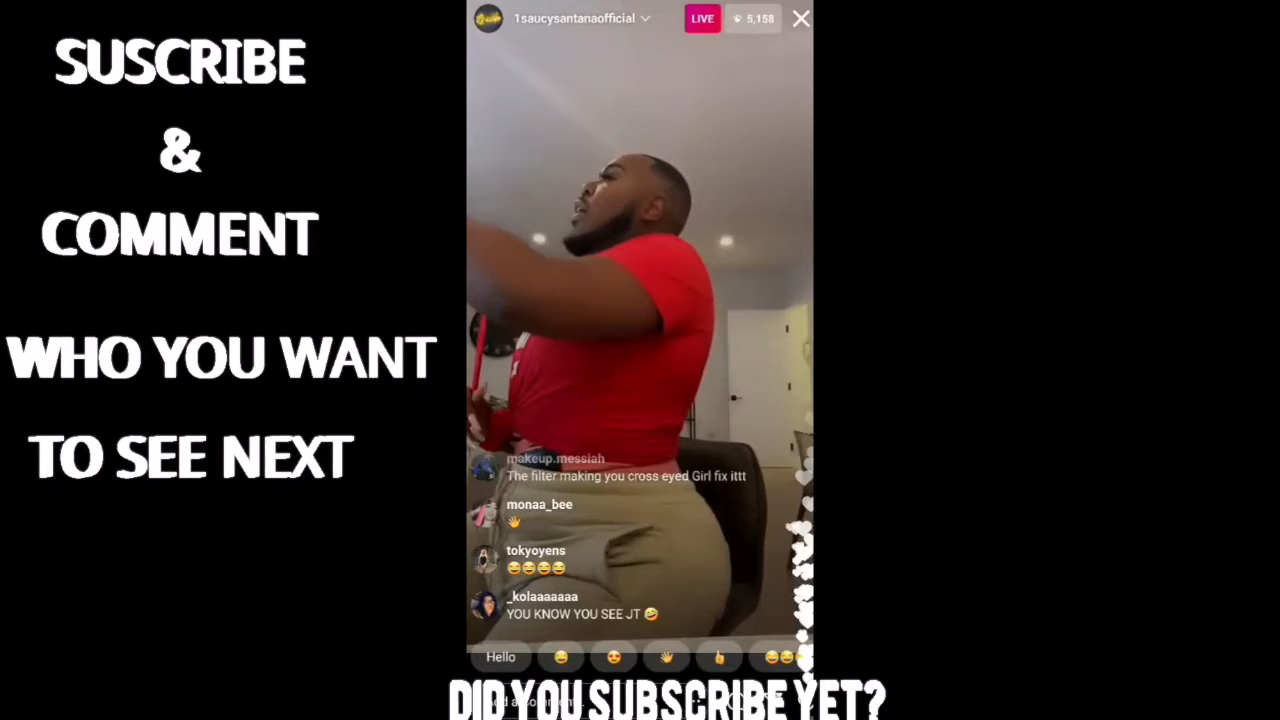 SUSCRIBE
&
COMMENT
WHO YOU WANT
TO SEE NEXT
1saucysantanaofficial
LIVE
5,158
makeup.messiah
The filter making you cross eyed Girl fix ittt
monaa_bee
👋
tokyoyens
😂😂😂😂
_kolaaaaaaa
YOU KNOW YOU SEE JT 🤣
Hello 😂 😍 👋 👍 😂😂
DID YOU SUBSCRIBE YET?